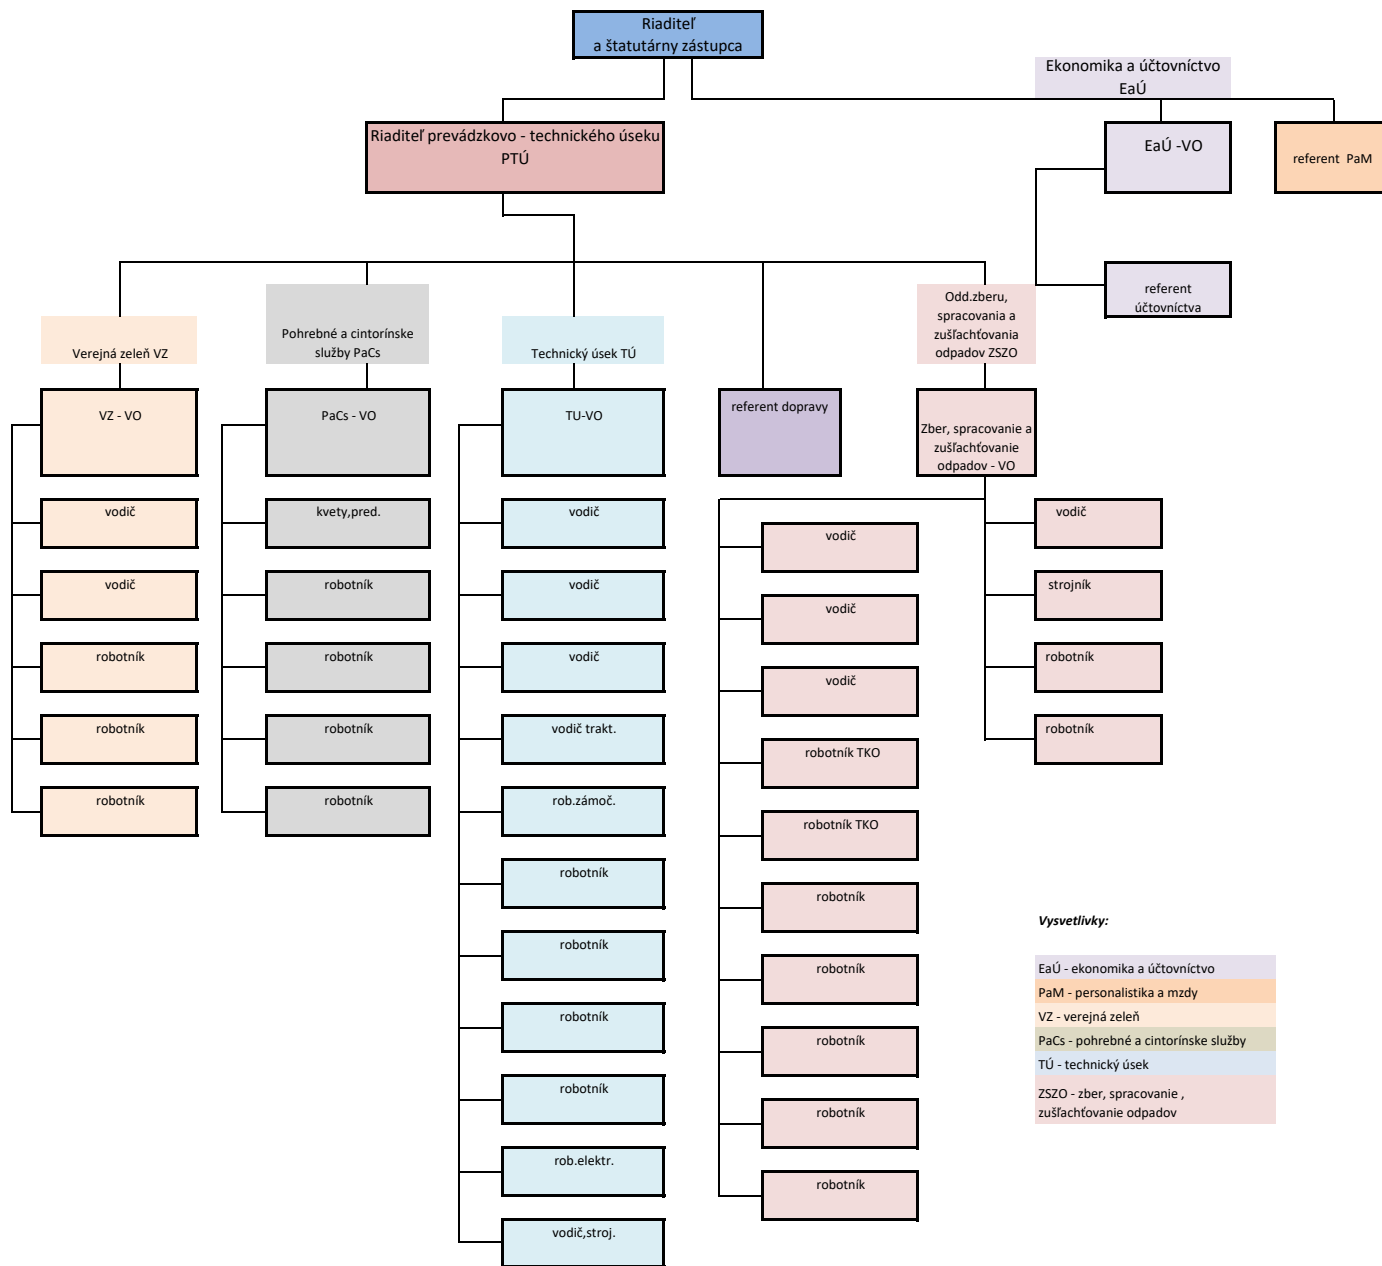 Riaditeľ
a štatutárny zástupca
Ekonomika a účtovníctvo
EaÚ
Riaditeľ prevádzkovo - technického úseku
PTÚ
EaÚ -VO
referent PaM
referent
účtovníctva
Verejná zeleň VZ
Pohrebné a cintorínske
služby PaCs
Technický úsek TÚ
Odd.zberu,
spracovania a
zušľachťovania
odpadov ZSZO
VZ - VO
PaCs - VO
TU-VO
referent dopravy
Zber, spracovanie a
zušľachťovanie
odpadov - VO
vodič
vodič
robotník
robotník
robotník
kvety,pred.
robotník
robotník
robotník
robotník
vodič
vodič
vodič
vodič trakt.
rob.zámoč.
robotník
robotník
robotník
robotník
rob.elektr.
vodič,stroj.
vodič
vodič
vodič
robotník TKO
robotník TKO
robotník
robotník
robotník
robotník
robotník
vodič
strojník
robotník
robotník
Vysvetlivky:
EaÚ - ekonomika a účtovníctvo
PaM - personalistika a mzdy
VZ - verejná zeleň
PaCs - pohrebné a cintorínske služby
TÚ - technický úsek
ZSZO - zber, spracovanie ,
zušľachťovanie odpadov